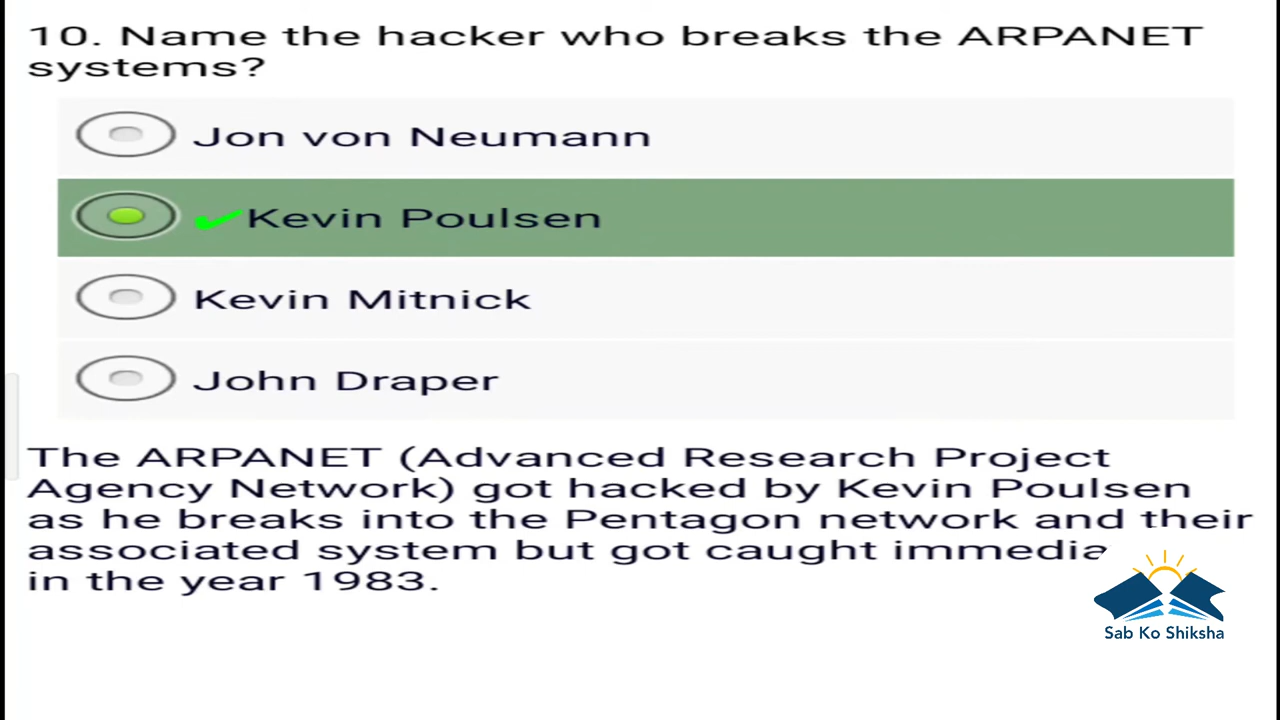 10. Name the hacker who breaks the ARPANET
systems?
Jon von Neumann
Kevin Poulsen
Kevin Mitnick
John Draper
The ARPANET (Advanced Research Project
Agency Network) got hacked by Kevin Poulsen
as he breaks into the Pentagon network and their
associated system but got caught immedia
in the year 1983.
Sab Ko Shiksha